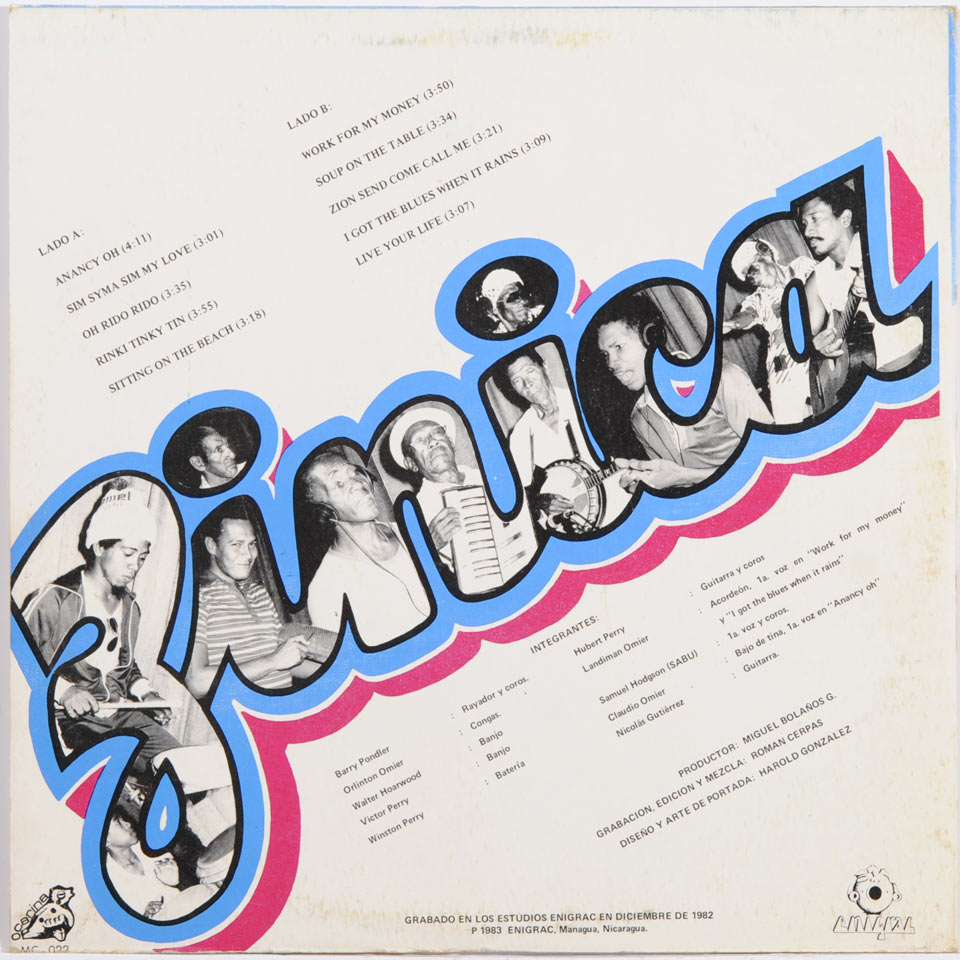 LADO B:
WORK FOR MY MONEY (3:50)
SOUP ON THE TABLE (3:34)
ZION SEND COME CALL ME (3:21)
I GOT THE BLUES WHEN IT RAINS (3:09)
LIVE YOUR LIFE (3:07)
LADO A:
ANANCY OH (4-11)
SIM SYMA SIM MY LOVE (3:01)
OH RIDO RIDO (3:35)
RINKI TINKY TIN (3:55)
SITTING ON THE BEACH (3:18)
Zinica
INTEGRANTES:
Barry Pondler : Rayador y coros.
Orlinton Omier : Congas.
Walter Hoarwood : Banjo
Victor Perry : Banjo
Winston Perry : Batería
Hubert Perry : Guitarra y coros
Landiman Omier : Acordeón, 1a. voz en "Work for my money"
y "I got the blues when it rains"
Samuel Hodgson (SABU) : 1a. voz y coros.
Claudio Omier : Bajo de tina, 1a. voz en "Anancy oh"
Nicolás Gutiérrez : Guitarra.
PRODUCTOR: MIGUEL BOLAÑOS G.
GRABACION, EDICION Y MEZCLA: ROMAN CERPAS
DISEÑO Y ARTE DE PORTADA: HAROLD GONZALEZ
GRABADO EN LOS ESTUDIOS ENIGRAC EN DICIEMBRE DE 1982
P 1983 ENIGRAC, Managua, Nicaragua.
ocarina
MC - 022
ENIGRAC